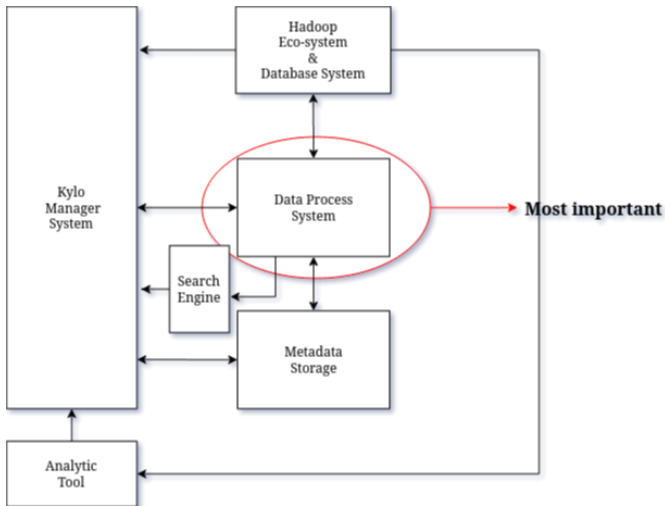 Hadoop
Eco-system
&
Database System
Kylo
Manager
System
Data Process
System
Most important
Search
Engine
Metadata
Storage
Analytic
Tool